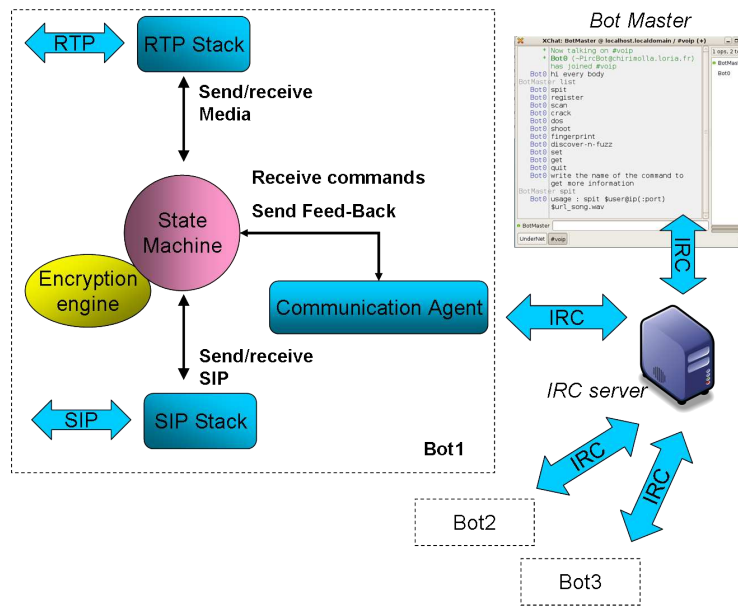 RTP
RTP Stack
Send/receive
Media
Receive commands
Send Feed-Back
State
Machine
Encryption
engine
Communication Agent
Send/receive
SIP
SIP
SIP Stack
Bot1
Bot Master
XChat: BotMaster @ localhost.localdomain / #voip (+)
* Now talking on #voip
* Bot0 (~PircBot@chirimolla.loria.fr)
has joined #voip
Bot0 hi every body
BotMaster list
Bot0 spit
Bot0 register
Bot0 scan
Bot0 crack
Bot0 dos
Bot0 shoot
Bot0 fingerprint
Bot0 discover-n-fuzz
Bot0 set
Bot0 get
Bot0 quit
Bot0 write the name of the command to
get more information
BotMaster spit
Bot0 usage : spit $user@ip(:port)
$url_song.wav
1 ops, 2 t
BotMas
Bot0
BotMaster
UnderNet #voip
IRC
IRC
IRC server
IRC
IRC
Bot2
Bot3